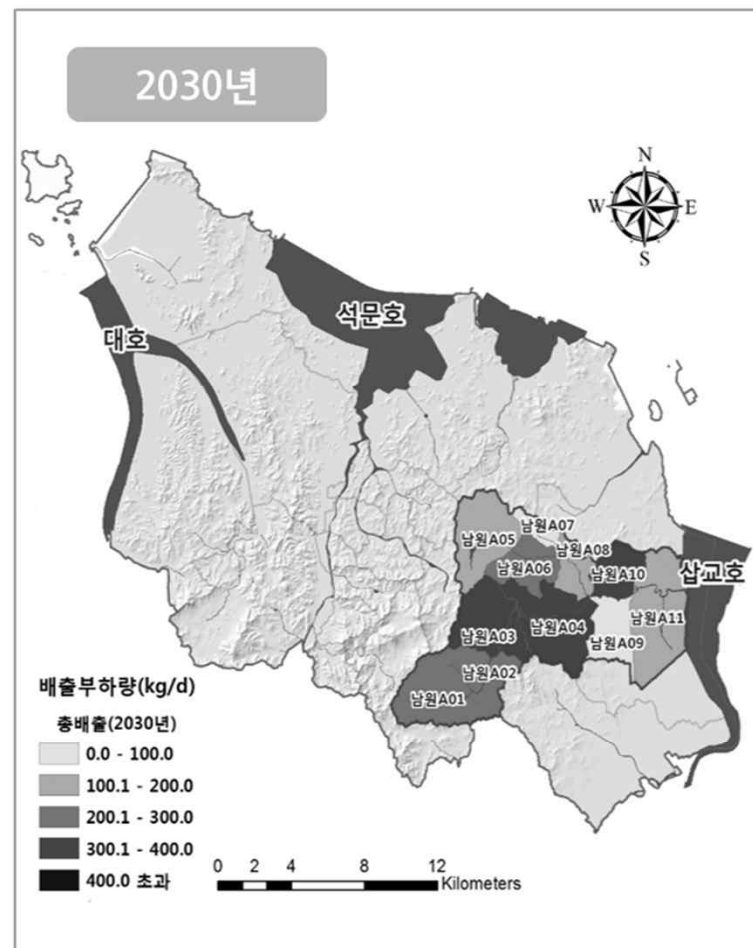 2030년
N
W E
S
석문호
대호
남원A07
남원A05
남원A08
남원A06
남원A10
삽교호
남원A11
남원A03
남원A04
남원A09
남원A02
남원A01
배출부하량(kg/d)
총배출(2030년)
0.0 - 100.0
100.1 - 200.0
200.1 - 300.0
300.1 - 400.0
400.0 초과
0 2 4 8 12
Kilometers